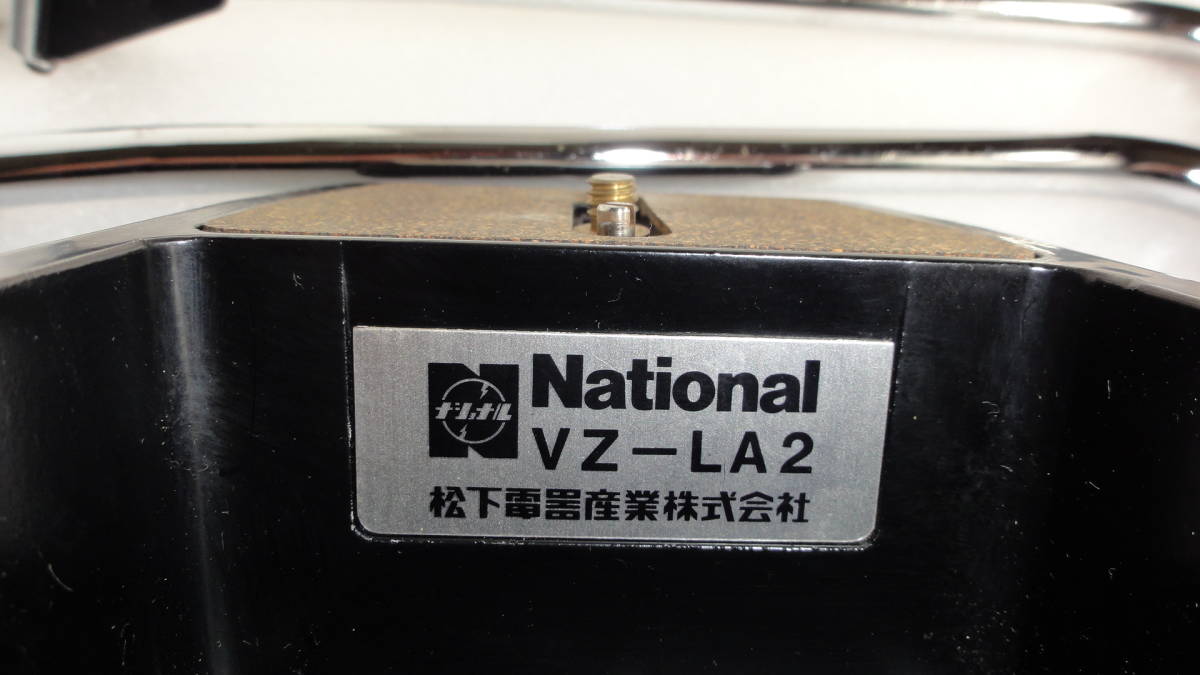 ナショナル
National
VZ-LA2
松下電器産業株式会社